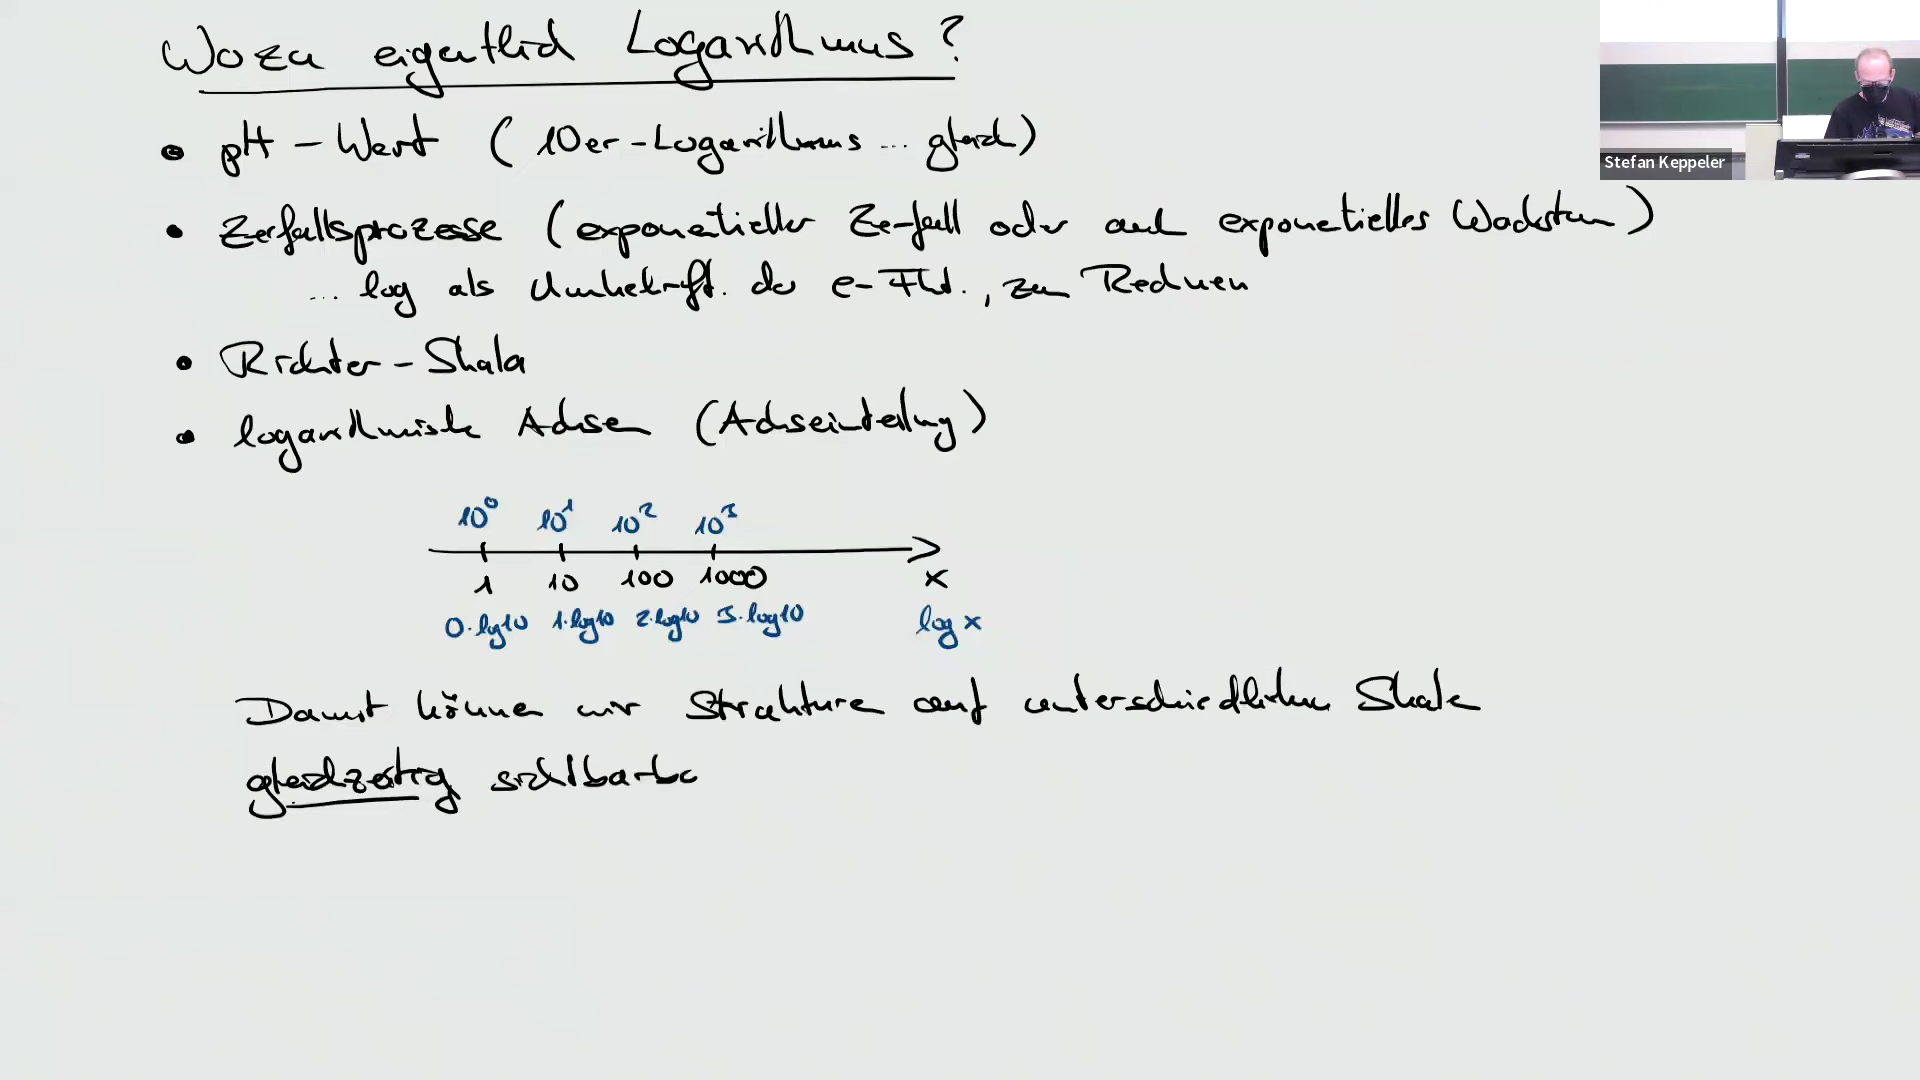 Wozu eigentlich Logarithmus?
• pH-Wert (10er-Logarithmus ... gleich)
• Zerfallsprozesse (exponentieller Zerfall oder auch exponentielles Wachstum)
... log als Umkehrfkt. der e-Fkt., zum Rechnen
• Richter-Skala
• logarithmische Achsen (Achseinteilung)
10⁰ 10¹ 10² 10³
1 10 100 1000 x
0·log10 1·log10 2·log10 3·log10 log x
Damit können wir Strukturen auf unterschiedlichen Skalen
gleichzeitig sichtbar
Stefan Keppeler